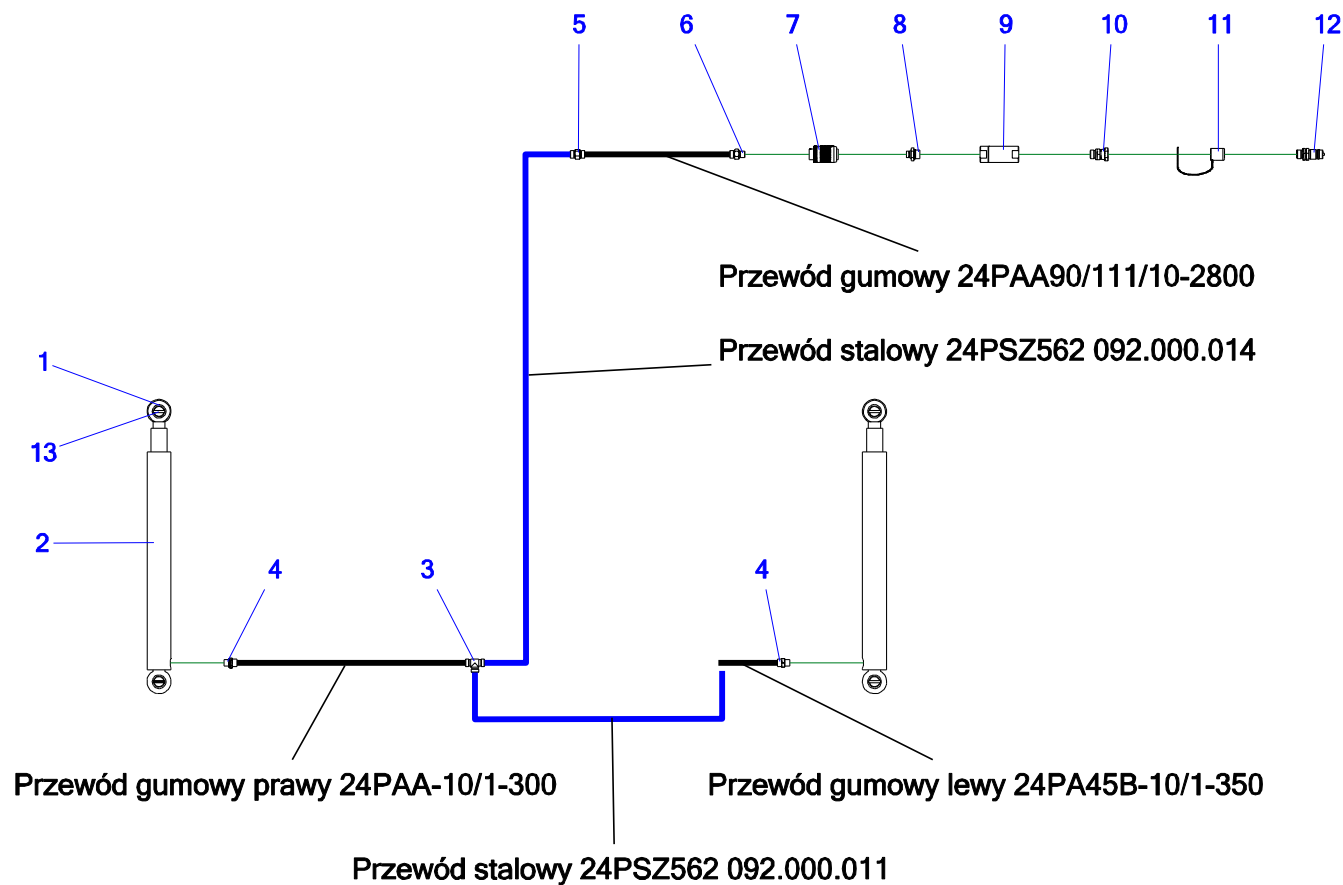 5 6 7 8 9 10 11 12
Przewód gumowy 24PAA90/111/10-2800
Przewód stalowy 24PSZ562 092.000.014
1
13
2
4 3 4
Przewód gumowy prawy 24PAA-10/1-300
Przewód gumowy lewy 24PA45B-10/1-350
Przewód stalowy 24PSZ562 092.000.011